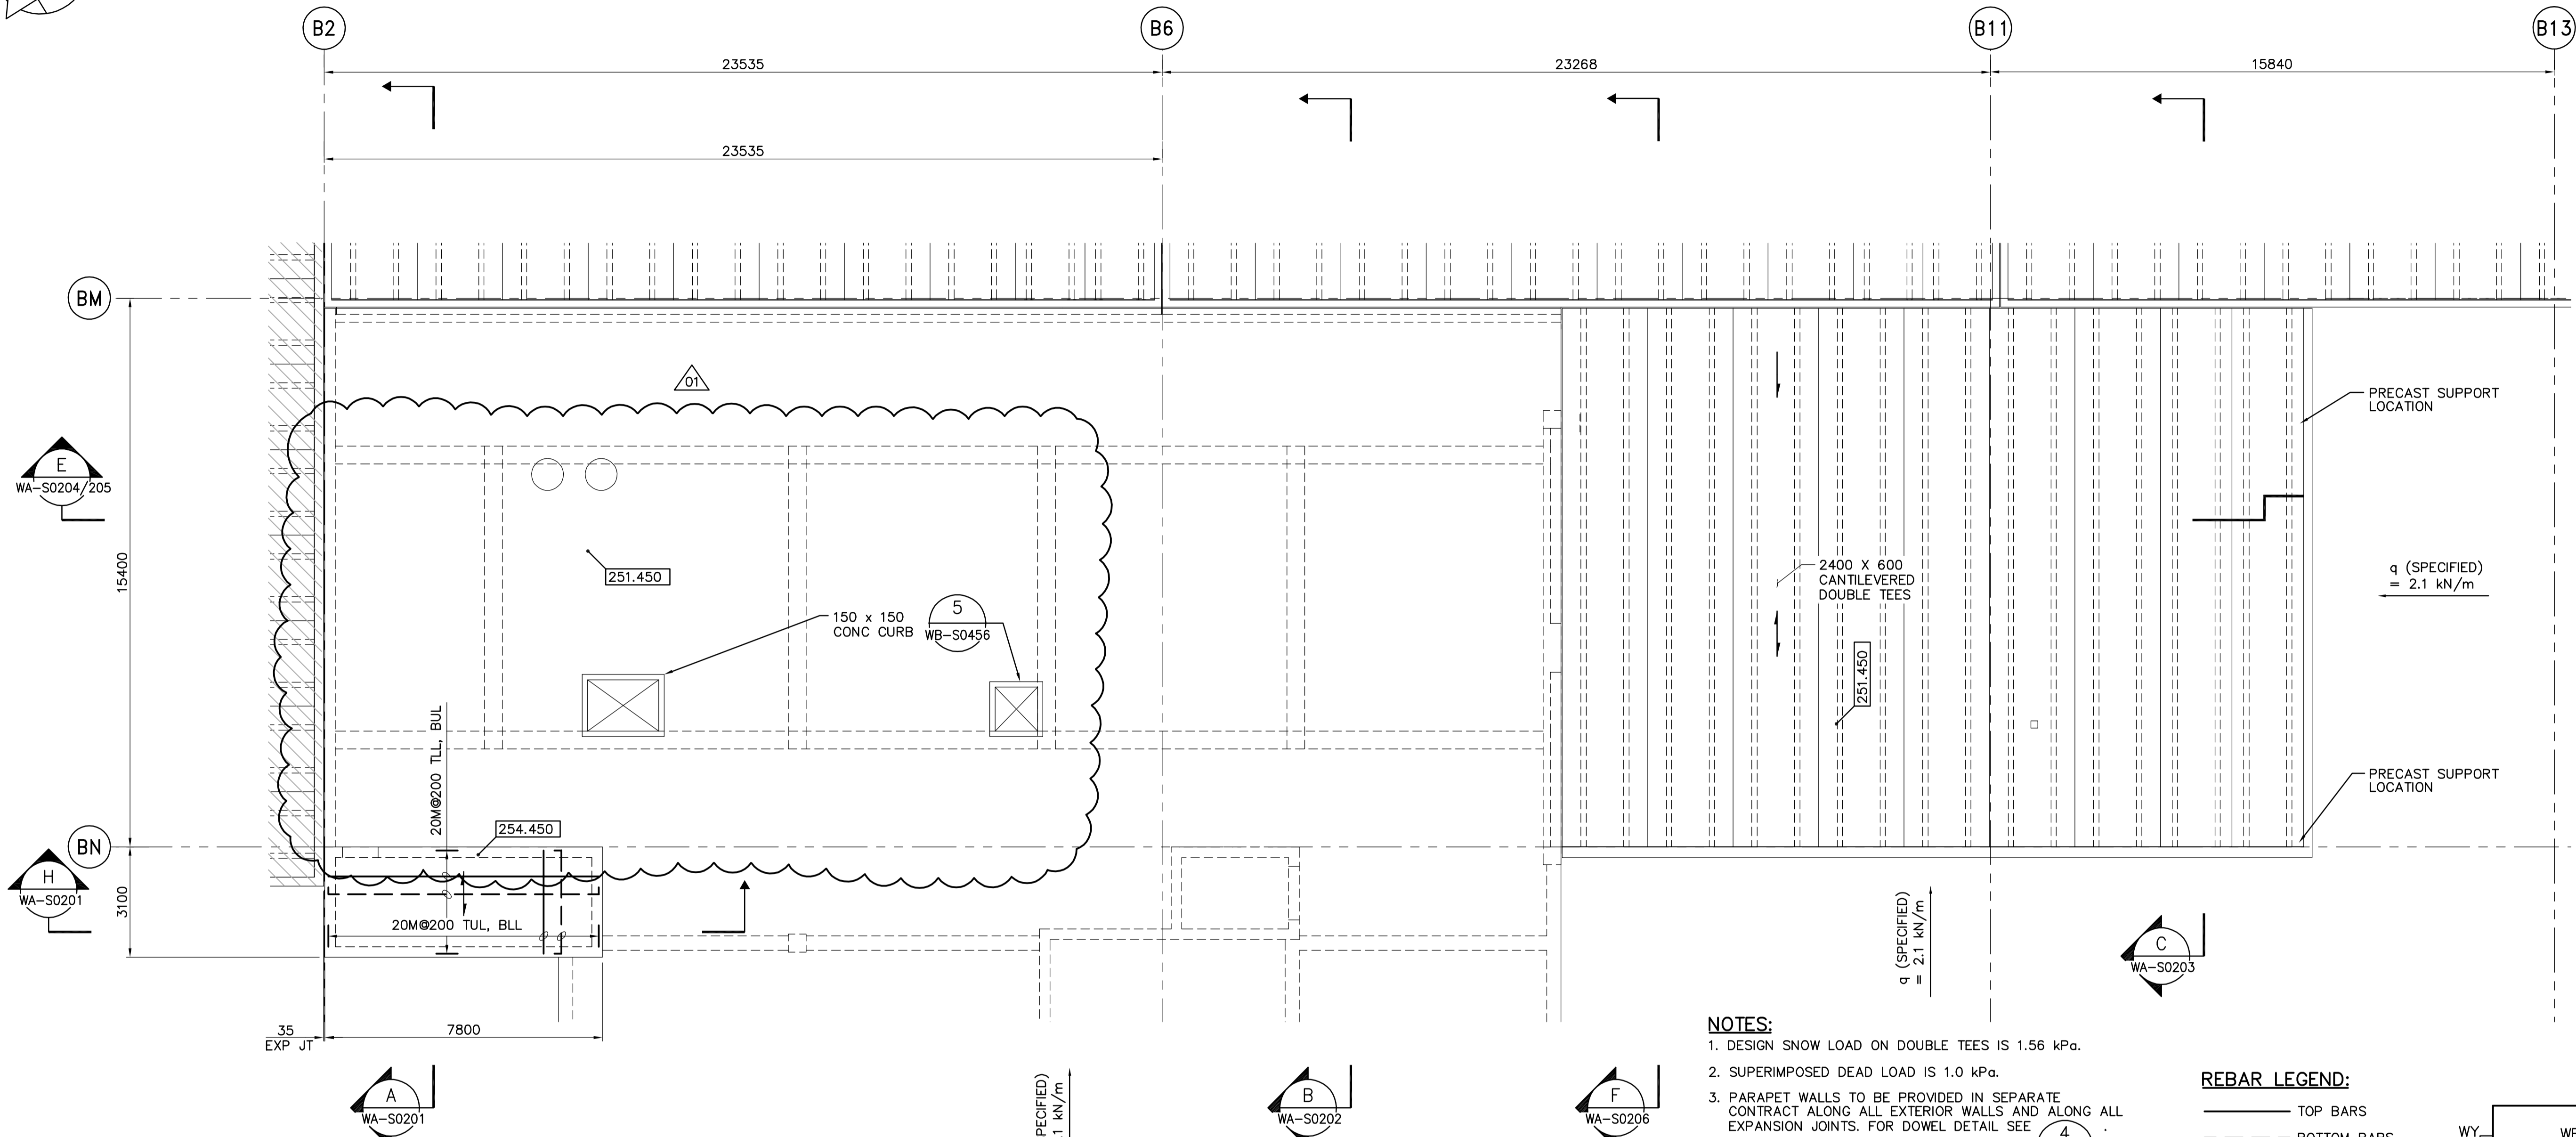 B2
B6
B11
B13
23535
23268
15840
23535
BM
01
PRECAST SUPPORT
LOCATION
E
WA-S0204/205
15400
251.450
2400 X 600
CANTILEVERED
DOUBLE TEES
q (SPECIFIED)
= 2.1 kN/m
150 x 150
CONC CURB
5
WB-S0456
251.450
20M@200 TLL, BUL
PRECAST SUPPORT
LOCATION
254.450
BN
H
WA-S0201
3100
20M@200 TUL, BLL
q (SPECIFIED)
= 2.1 kN/m
C
WA-S0203
35
EXP JT
7800
NOTES:
1. DESIGN SNOW LOAD ON DOUBLE TEES IS 1.56 kPa.
2. SUPERIMPOSED DEAD LOAD IS 1.0 kPa.
3. PARAPET WALLS TO BE PROVIDED IN SEPARATE
CONTRACT ALONG ALL EXTERIOR WALLS AND ALONG ALL
EXPANSION JOINTS. FOR DOWEL DETAIL SEE 4 .
REBAR LEGEND:
TOP BARS
BOTTOM BARS
WY
A
WA-S0201
B
WA-S0202
F
WA-S0206
kN/m